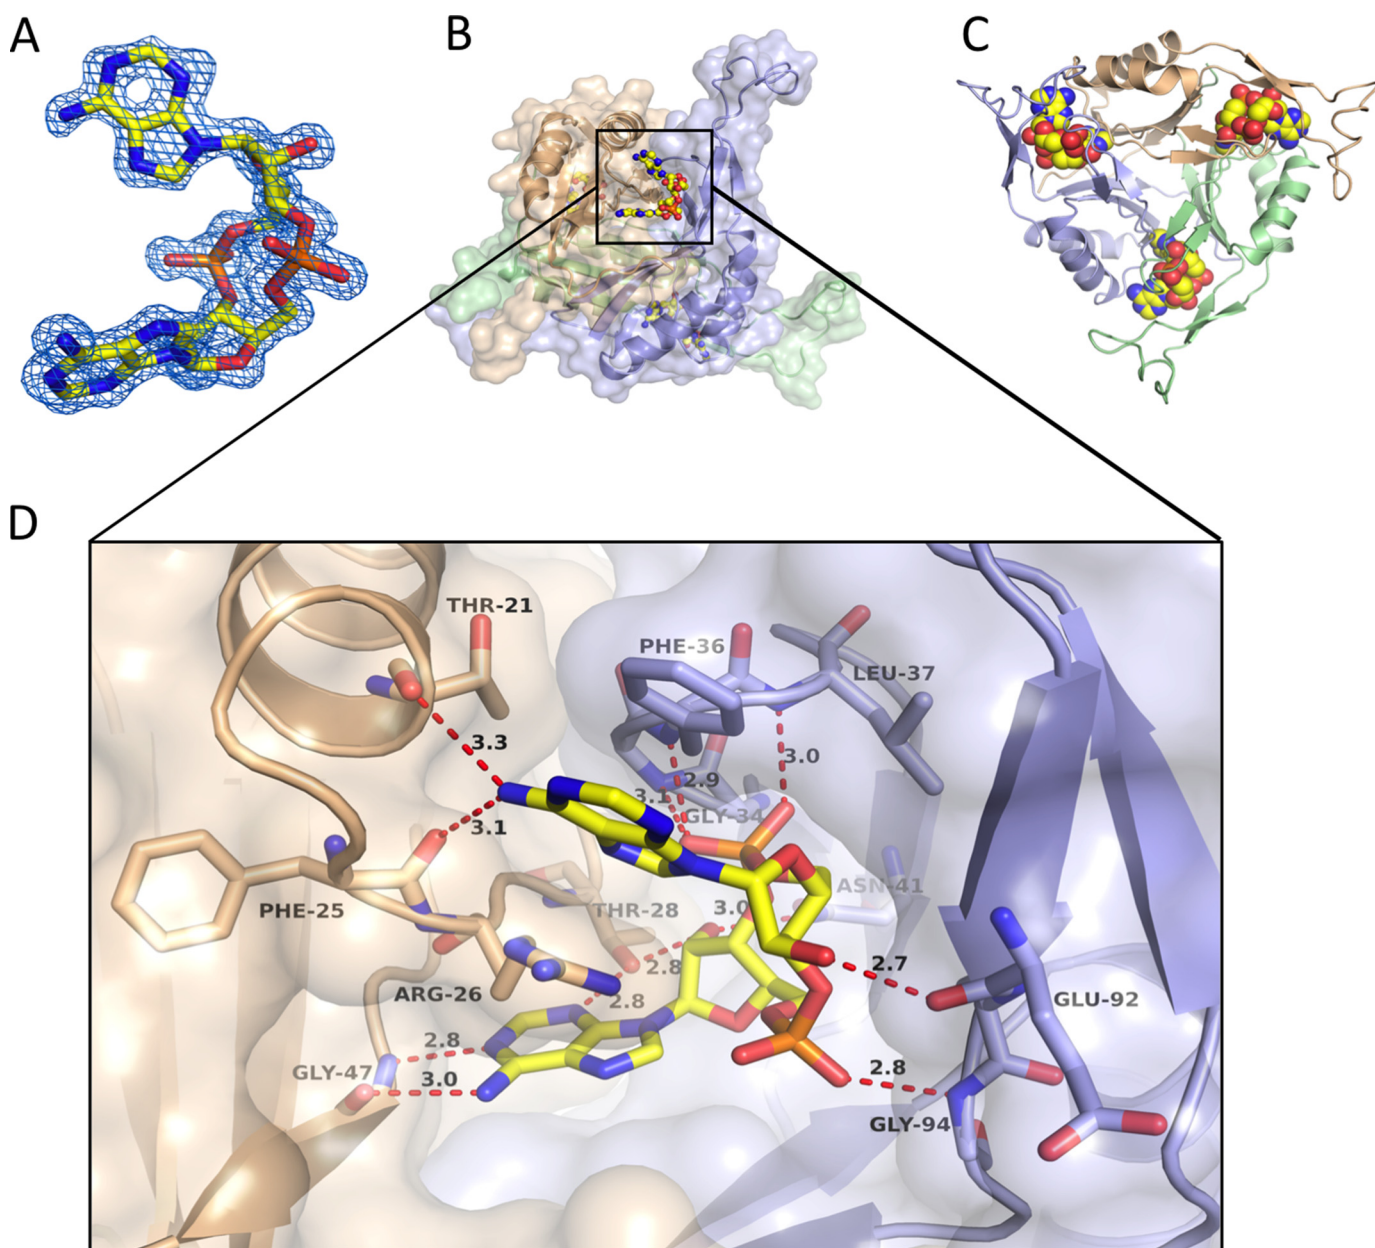 A
B
C
D
THR-21
PHE-36
LEU-37
3.3
3.0
2.9
3.1
GLY-34
3.1
ASN-41
PHE-25
THR-28
3.0
2.8
2.7
ARG-26
2.8
GLU-92
2.8
GLY-47
3.0
2.8
GLY-94